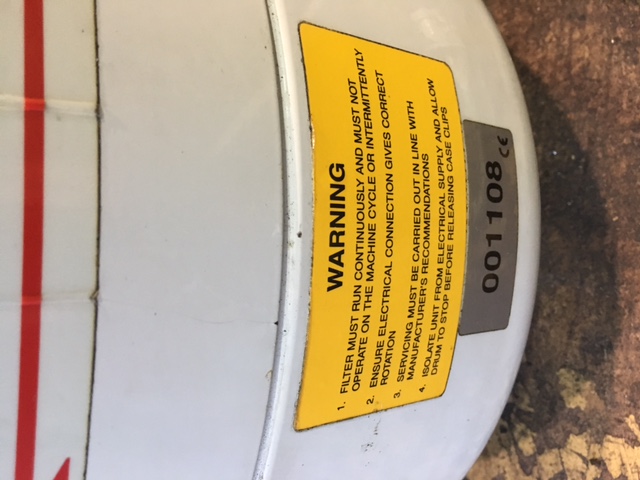 WARNING
1. FILTER MUST RUN CONTINUOUSLY AND MUST NOT
OPERATE ON THE MACHINE CYCLE OR INTERMITTENTLY
2. ENSURE ELECTRICAL CONNECTION GIVES CORRECT
ROTATION
3. SERVICING MUST BE CARRIED OUT IN LINE WITH
MANUFACTURER'S RECOMMENDATIONS
4. ISOLATE UNIT FROM ELECTRICAL SUPPLY AND ALLOW
DRUM TO STOP BEFORE RELEASING CASE CLIPS
001108 CE